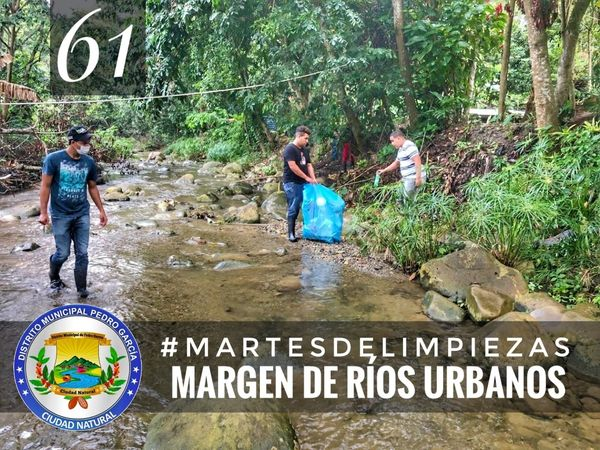 61
#MARTESDELIMPIEZAS
MARGEN DE RÍOS URBANOS
DISTRITO MUNICIPAL PEDRO GARCÍA
CIUDAD NATURAL